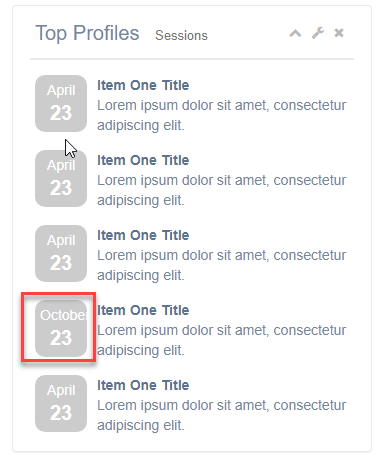 Top Profiles Sessions
April
23
Item One Title
Lorem ipsum dolor sit amet, consectetur
adipiscing elit.
April
23
Item One Title
Lorem ipsum dolor sit amet, consectetur
adipiscing elit.
April
23
Item One Title
Lorem ipsum dolor sit amet, consectetur
adipiscing elit.
October
23
Item One Title
Lorem ipsum dolor sit amet, consectetur
adipiscing elit.
April
23
Item One Title
Lorem ipsum dolor sit amet, consectetur
adipiscing elit.